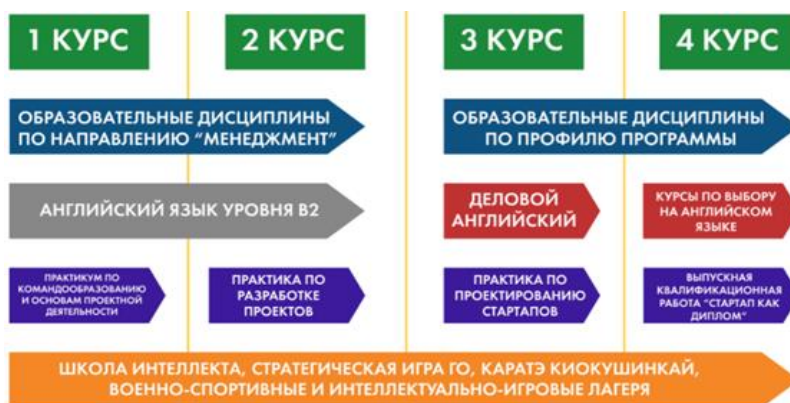 1 КУРС
2 КУРС
3 КУРС
4 КУРС
ОБРАЗОВАТЕЛЬНЫЕ ДИСЦИПЛИНЫ
ПО НАПРАВЛЕНИЮ “МЕНЕДЖМЕНТ”
ОБРАЗОВАТЕЛЬНЫЕ ДИСЦИПЛИНЫ
ПО ПРОФИЛЮ ПРОГРАММЫ
АНГЛИЙСКИЙ ЯЗЫК УРОВНЯ B2
ДЕЛОВОЙ
АНГЛИЙСКИЙ
КУРСЫ ПО ВЫБОРУ
НА АНГЛИЙСКОМ
ЯЗЫКЕ
ПРАКТИКУМ ПО
КОМАНДООБРАЗОВАНИЮ
И ОСНОВАМ ПРОЕКТНОЙ
ДЕЯТЕЛЬНОСТИ
ПРАКТИКА ПО
РАЗРАБОТКЕ
ПРОЕКТОВ
ПРАКТИКА ПО
ПРОЕКТИРОВАНИЮ
СТАРТАПОВ
ВЫПУСКНАЯ
КВАЛИФИКАЦИОННАЯ
РАБОТА “СТАРТАП КАК
ДИПЛОМ”
ШКОЛА ИНТЕЛЛЕКТА, СТРАТЕГИЧЕСКАЯ ИГРА ГО, КАРАТЭ КИОКУШИНКАЙ,
ВОЕННО-СПОРТИВНЫЕ И ИНТЕЛЛЕКТУАЛЬНО-ИГРОВЫЕ ЛАГЕРЯ